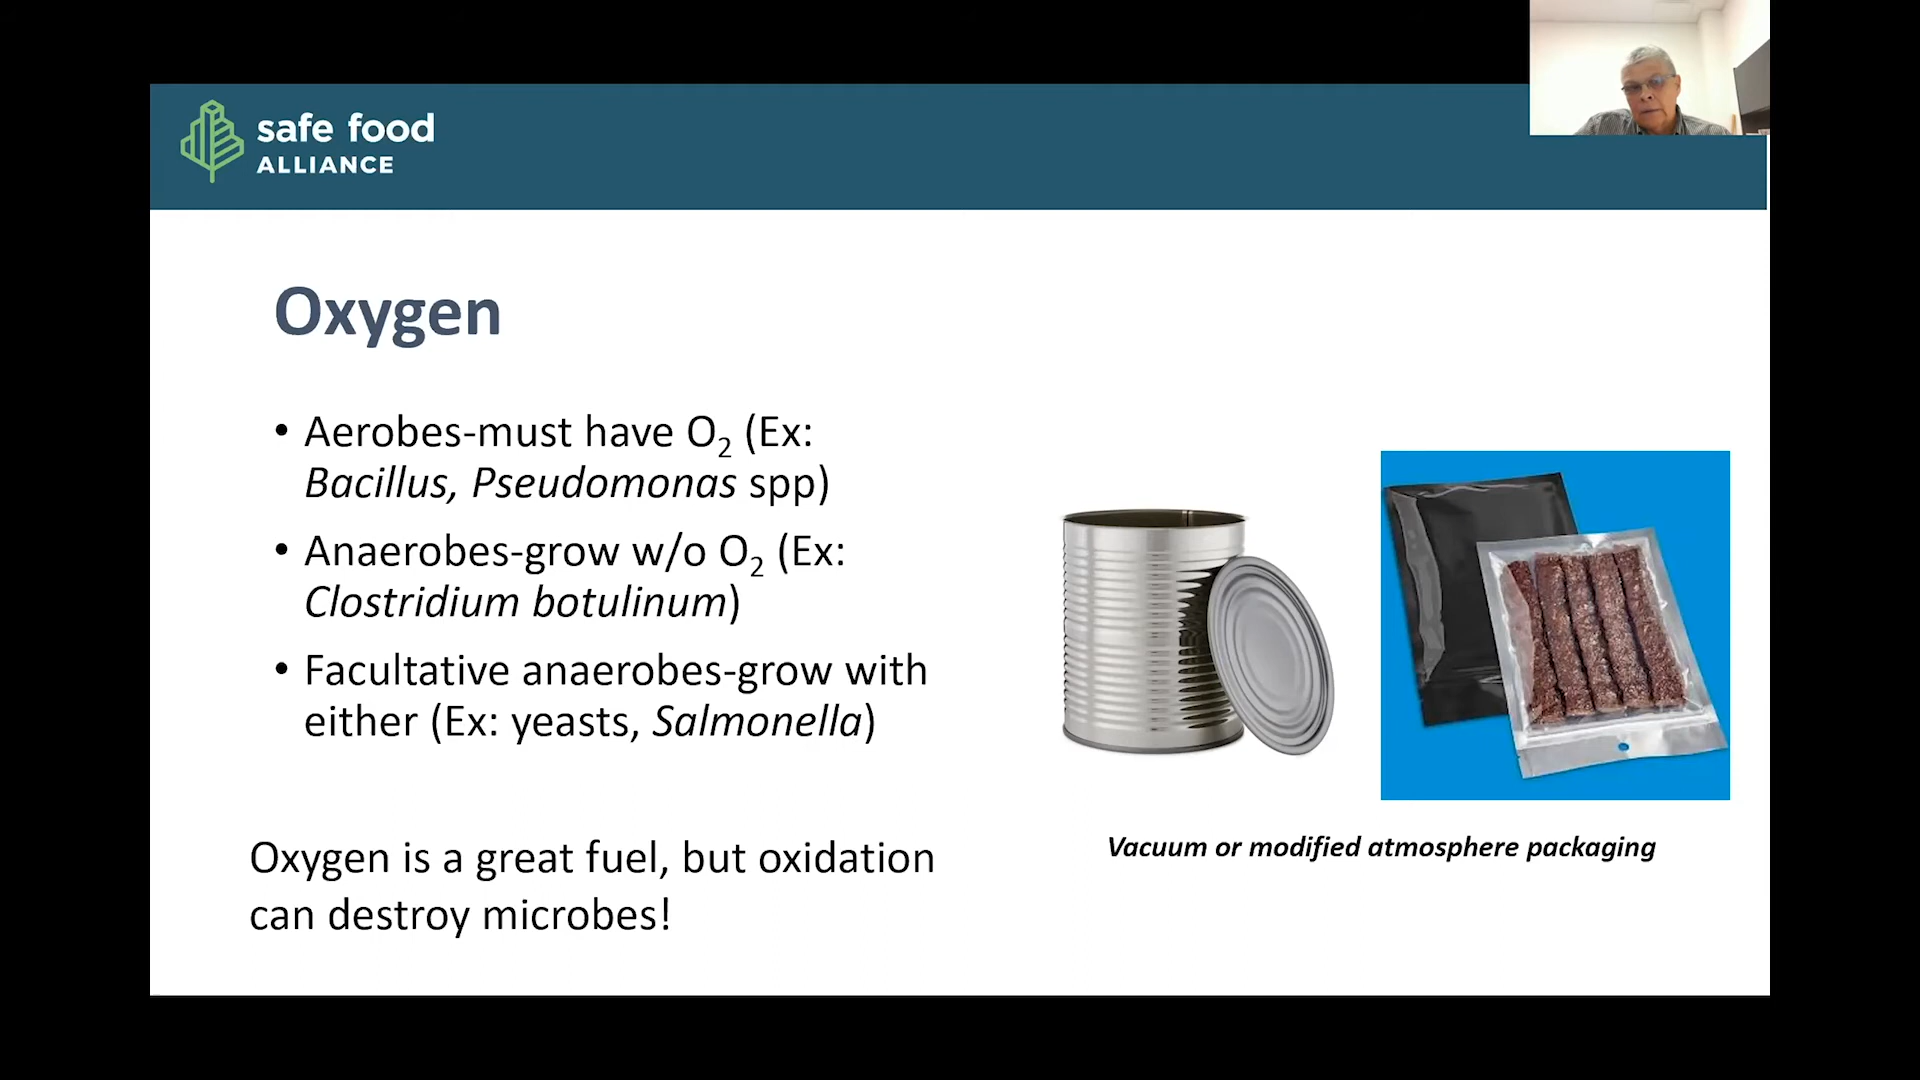 safe food
ALLIANCE
Oxygen
• Aerobes-must have O₂ (Ex:
Bacillus, Pseudomonas spp)
• Anaerobes-grow w/o O₂ (Ex:
Clostridium botulinum)
• Facultative anaerobes-grow with
either (Ex: yeasts, Salmonella)
Oxygen is a great fuel, but oxidation
can destroy microbes!
Vacuum or modified atmosphere packaging